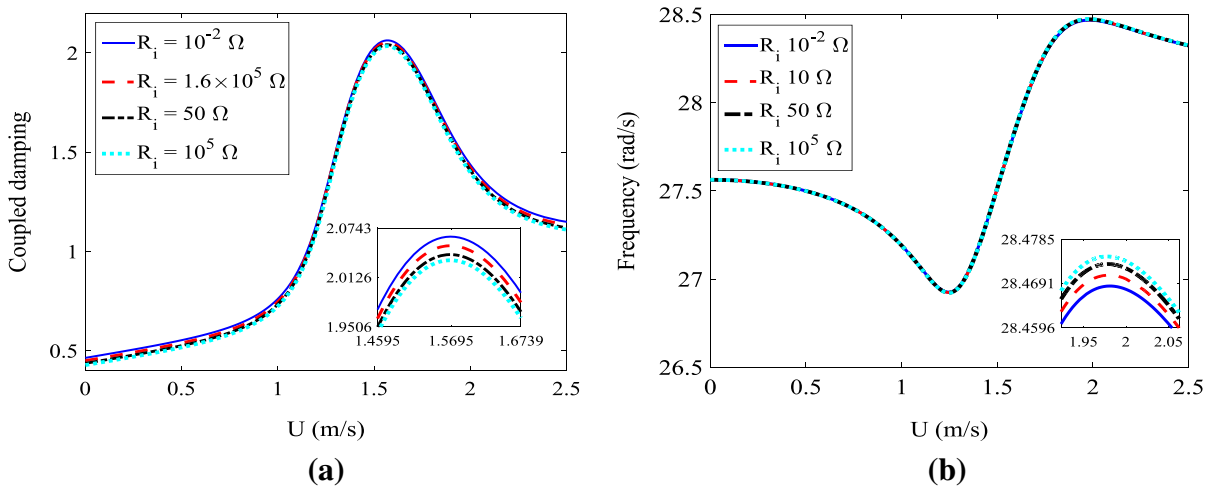 Coupled damping
2
1.5
1
0.5
R_i = 10^-2 Ω
R_i = 1.6×10^5 Ω
R_i = 50 Ω
R_i = 10^5 Ω
2.0743
2.0126
1.9506
1.4595 1.5695 1.6739
0 0.5 1 1.5 2 2.5
U (m/s)
(a)
Frequency (rad/s)
28.5
28
27.5
27
26.5
R_i 10^-2 Ω
R_i 10 Ω
R_i 50 Ω
R_i 10^5 Ω
28.4785
28.4691
28.4596
1.95 2 2.05
0 0.5 1 1.5 2 2.5
U (m/s)
(b)